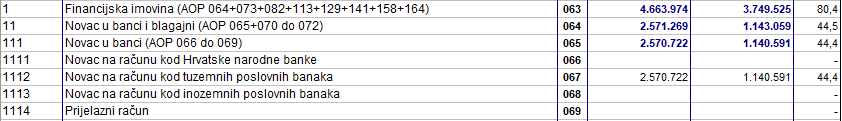 1 Financijska imovina (AOP 064+073+082+113+129+141+158+164) 063 4.663.974 3.749.525 80,4
11 Novac u banci i blagajni (AOP 065+070 do 072) 064 2.571.269 1.143.059 44,5
111 Novac u banci (AOP 066 do 069) 065 2.570.722 1.140.591 44,4
1111 Novac na računu kod Hrvatske narodne banke 066 -
1112 Novac na računu kod tuzemnih poslovnih banaka 067 2.570.722 1.140.591 44,4
1113 Novac na računu kod inozemnih poslovnih banaka 068 -
1114 Prijelazni račun 069 -